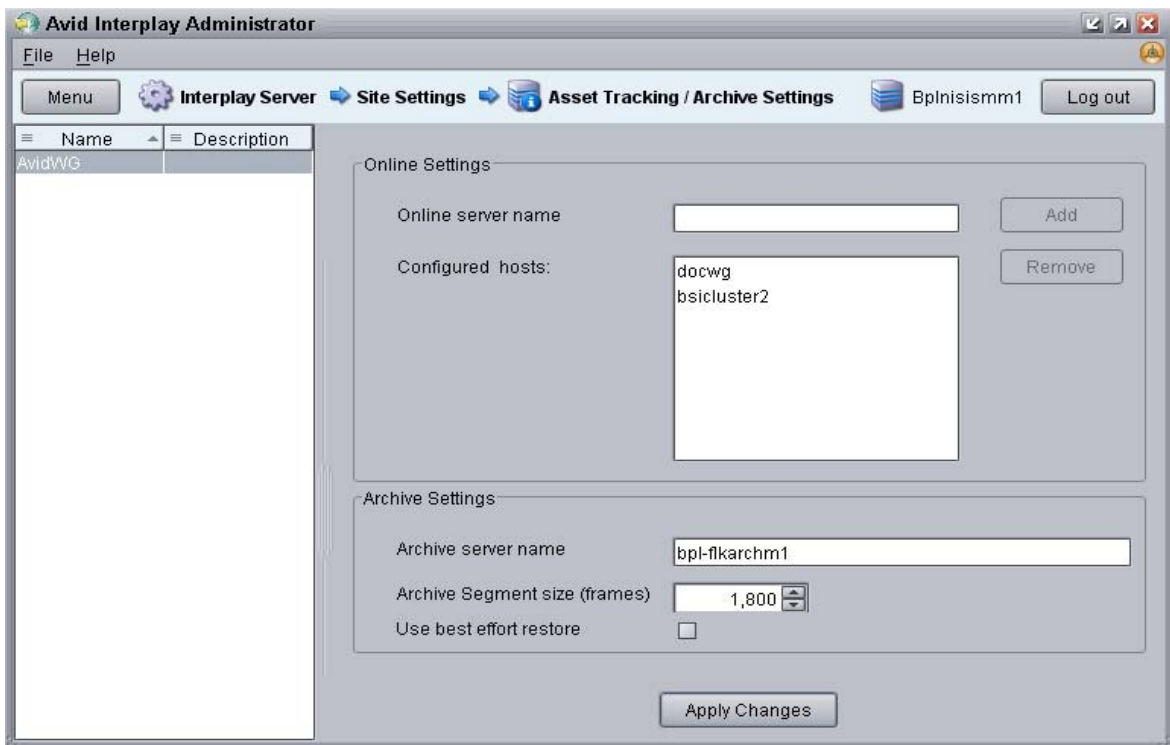 Avid Interplay Administrator
File Help
Menu Interplay Server Site Settings Asset Tracking / Archive Settings Bplnisismm1 Log out
Name Description
AvidWG
Online Settings
Online server name Add
Configured hosts: Remove
docwg
bsicluster2
Archive Settings
Archive server name bpl-flkarchm1
Archive Segment size (frames) 1,800
Use best effort restore
Apply Changes